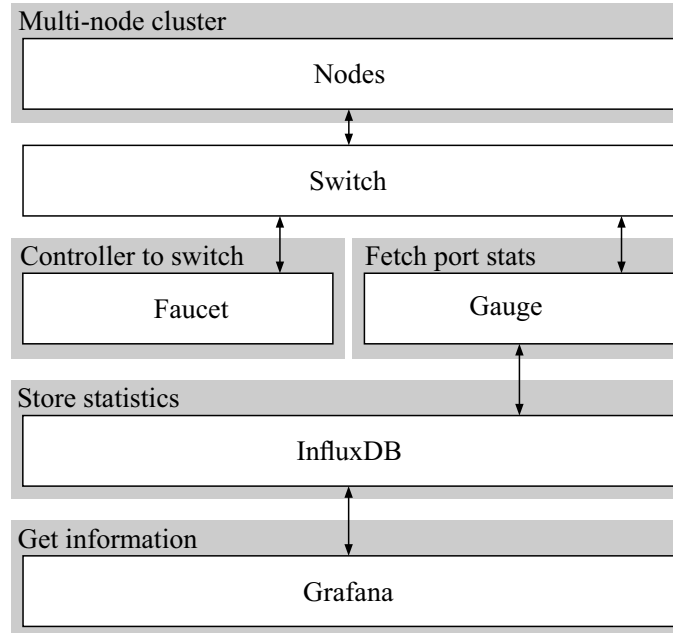 Multi-node cluster
Nodes
Switch
Controller to switch
Faucet
Fetch port stats
Gauge
Store statistics
InfluxDB
Get information
Grafana